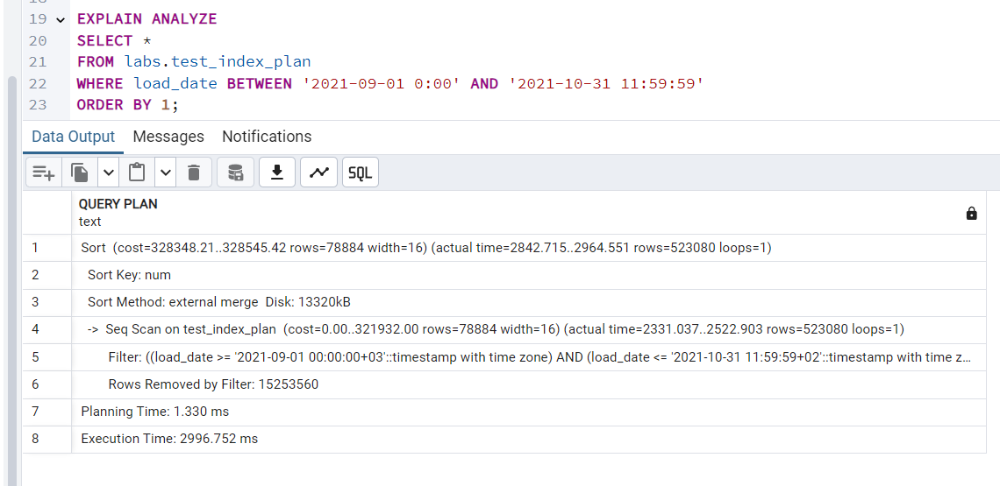 19 EXPLAIN ANALYZE
20 SELECT *
21 FROM labs.test_index_plan
22 WHERE load_date BETWEEN '2021-09-01 0:00' AND '2021-10-31 11:59:59'
23 ORDER BY 1;
Data Output Messages Notifications
SQL
QUERY PLAN
text
1 Sort (cost=328348.21..328545.42 rows=78884 width=16) (actual time=2842.715..2964.551 rows=523080 loops=1)
2 Sort Key: num
3 Sort Method: external merge Disk: 13320kB
4 -> Seq Scan on test_index_plan (cost=0.00..321932.00 rows=78884 width=16) (actual time=2331.037..2522.903 rows=523080 loops=1)
5 Filter: ((load_date >= '2021-09-01 00:00:00+03'::timestamp with time zone) AND (load_date <= '2021-10-31 11:59:59+02'::timestamp with time z...
6 Rows Removed by Filter: 15253560
7 Planning Time: 1.330 ms
8 Execution Time: 2996.752 ms